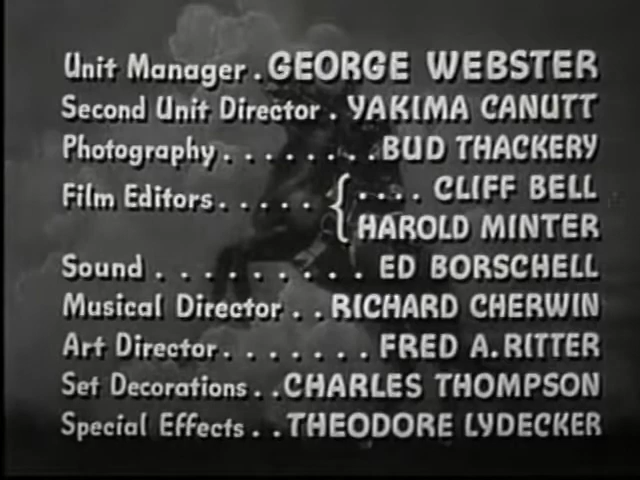 Unit Manager . GEORGE WEBSTER
Second Unit Director . YAKIMA CANUTT
Photography . . . . . . . . BUD THACKERY
Film Editors . . . . . { . . . . CLIFF BELL
HAROLD MINTER
Sound . . . . . . . . . ED BORSCHELL
Musical Director . . RICHARD CHERWIN
Art Director . . . . . . . FRED A. RITTER
Set Decorations . . CHARLES THOMPSON
Special Effects . . THEODORE LYDECKER